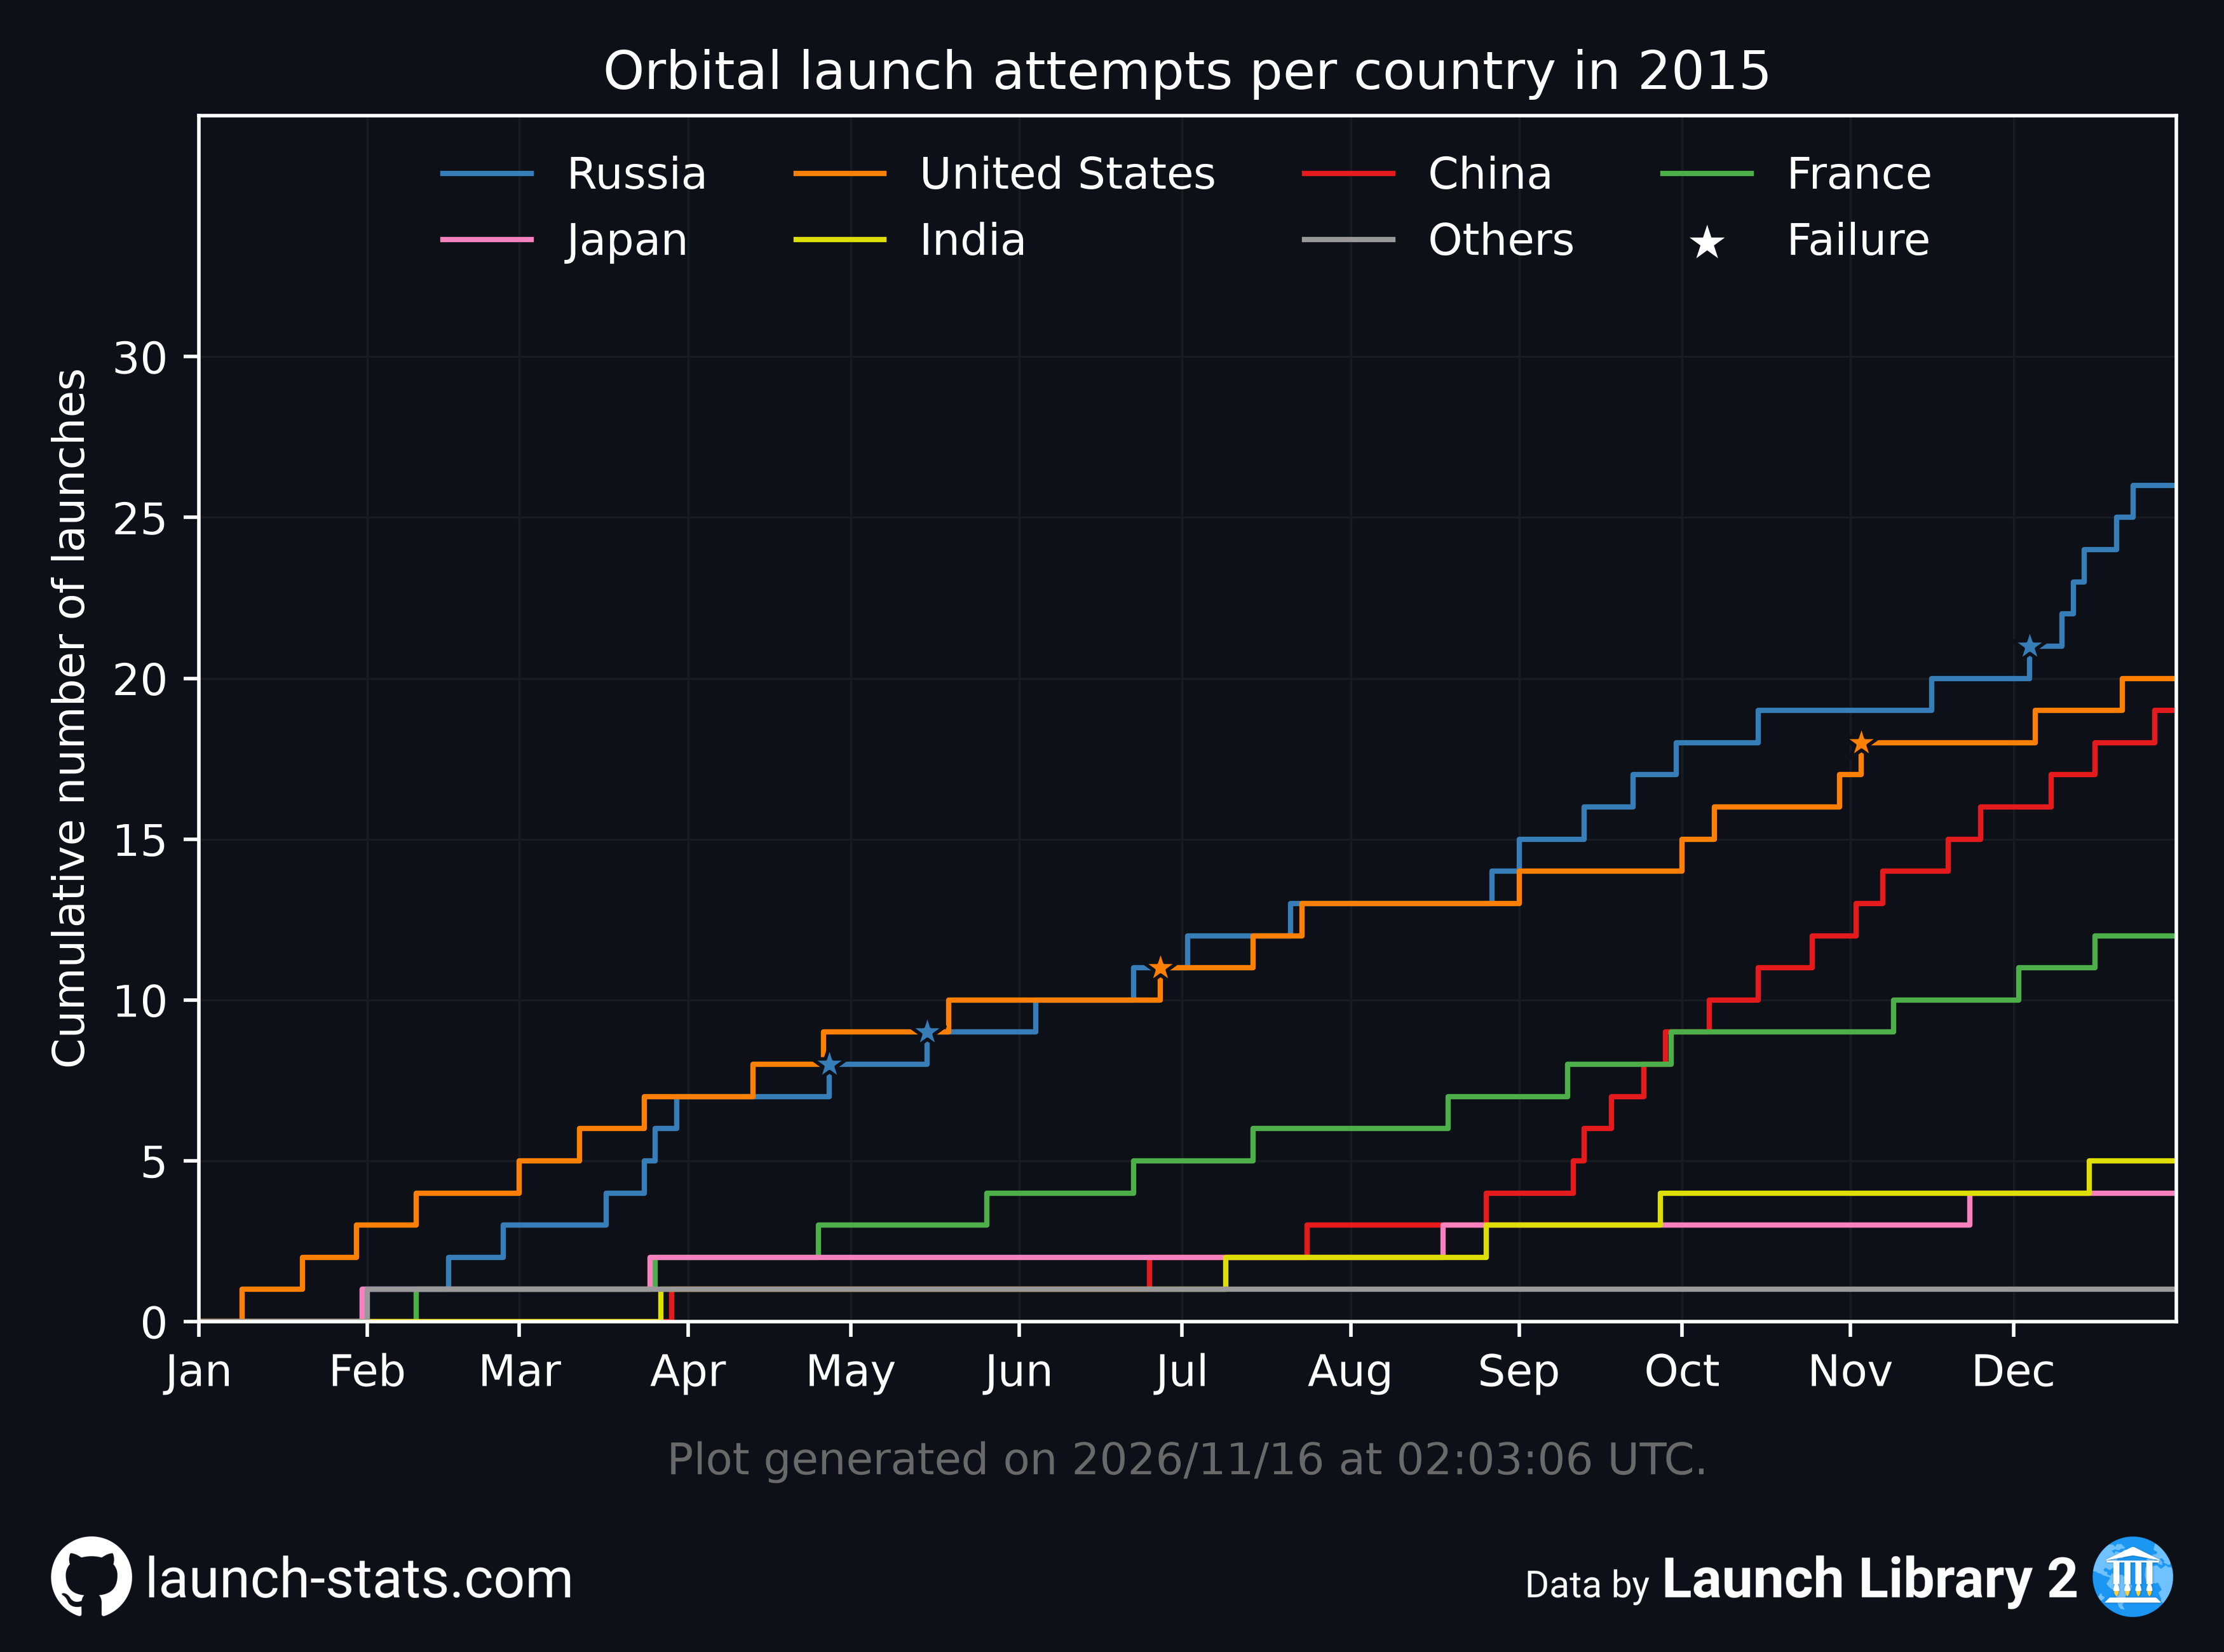 Orbital launch attempts per country in 2015
Russia United States China France
Japan India Others Failure
Cumulative number of launches
30
25
20
15
10
5
0
Jan Feb Mar Apr May Jun Jul Aug Sep Oct Nov Dec
Plot generated on 2026/11/16 at 02:03:06 UTC.
launch-stats.com
Data by Launch Library 2